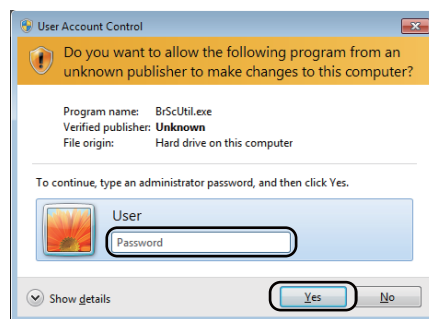 User Account Control
Do you want to allow the following program from an
unknown publisher to make changes to this computer?
Program name: BrScUtil.exe
Verified publisher: Unknown
File origin: Hard drive on this computer
To continue, type an administrator password, and then click Yes.
User
Password
Show details
Yes No